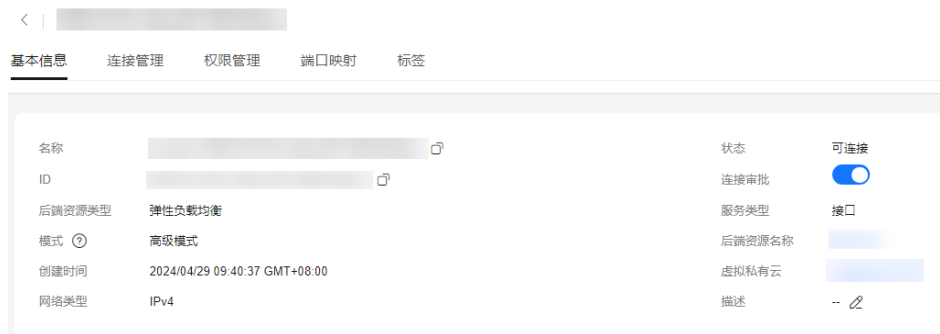 基本信息 连接管理 权限管理 端口映射 标签
名称 状态 可连接
ID 连接审批
后端资源类型 弹性负载均衡 服务类型 接口
模式 ? 高级模式 后端资源名称
创建时间 2024/04/29 09:40:37 GMT+08:00 虚拟私有云
网络类型 IPv4 描述 --